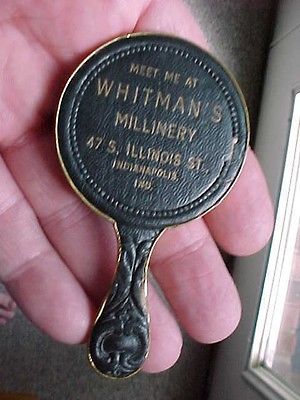 MEET ME AT
WHITMAN'S
MILLINERY
47 S. ILLINOIS ST.
INDIANAPOLIS,
IND.